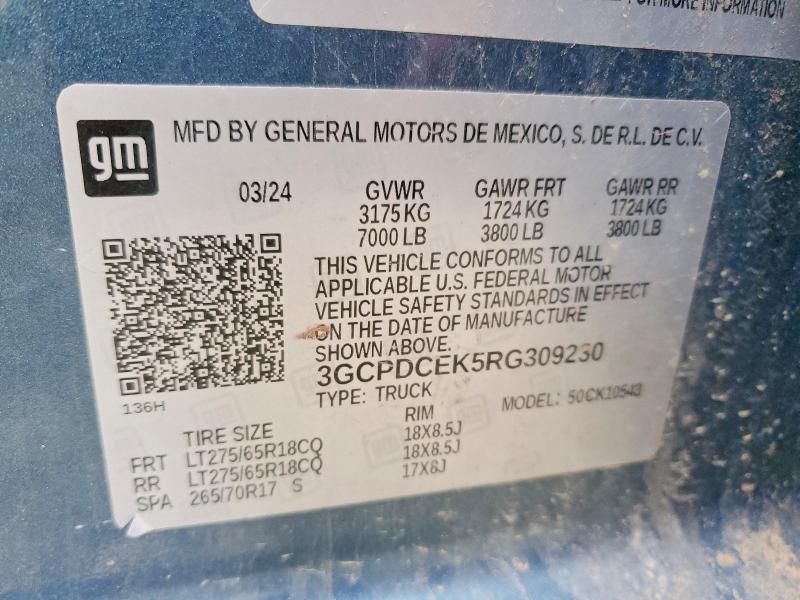 FOR MORE INFORMATION
gm
MFD BY GENERAL MOTORS DE MEXICO, S. DE R.L. DE C.V.
03/24 GVWR GAWR FRT GAWR RR
3175 KG 1724 KG 1724 KG
7000 LB 3800 LB 3800 LB
THIS VEHICLE CONFORMS TO ALL
APPLICABLE U.S. FEDERAL MOTOR
VEHICLE SAFETY STANDARDS IN EFFECT
ON THE DATE OF MANUFACTURE
SHOWN ABOVE.
3GCPDCEK5RG309230
TYPE: TRUCK MODEL: 50CK10543
136H
TIRE SIZE RIM
FRT LT275/65R18CQ 18X8.5J
RR LT275/65R18CQ 18X8.5J
SPA 265/70R17 S 17X8J